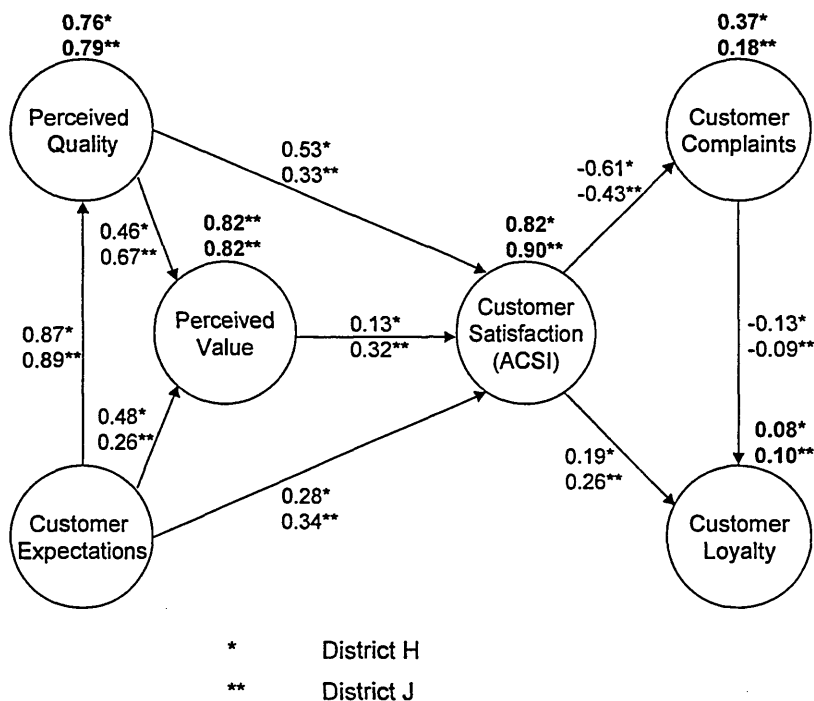 0.76*
0.79**
Perceived
Quality
0.37*
0.18**
Customer
Complaints
0.53*
0.33**
-0.61*
-0.43**
0.46*
0.67**
0.82**
0.82**
Perceived
Value
0.82*
0.90**
Customer
Satisfaction
(ACSI)
0.13*
0.32**
0.87*
0.89**
-0.13*
-0.09**
0.48*
0.26**
0.28*
0.34**
0.19*
0.26**
0.08*
0.10**
Customer
Expectations
Customer
Loyalty
* District H
** District J